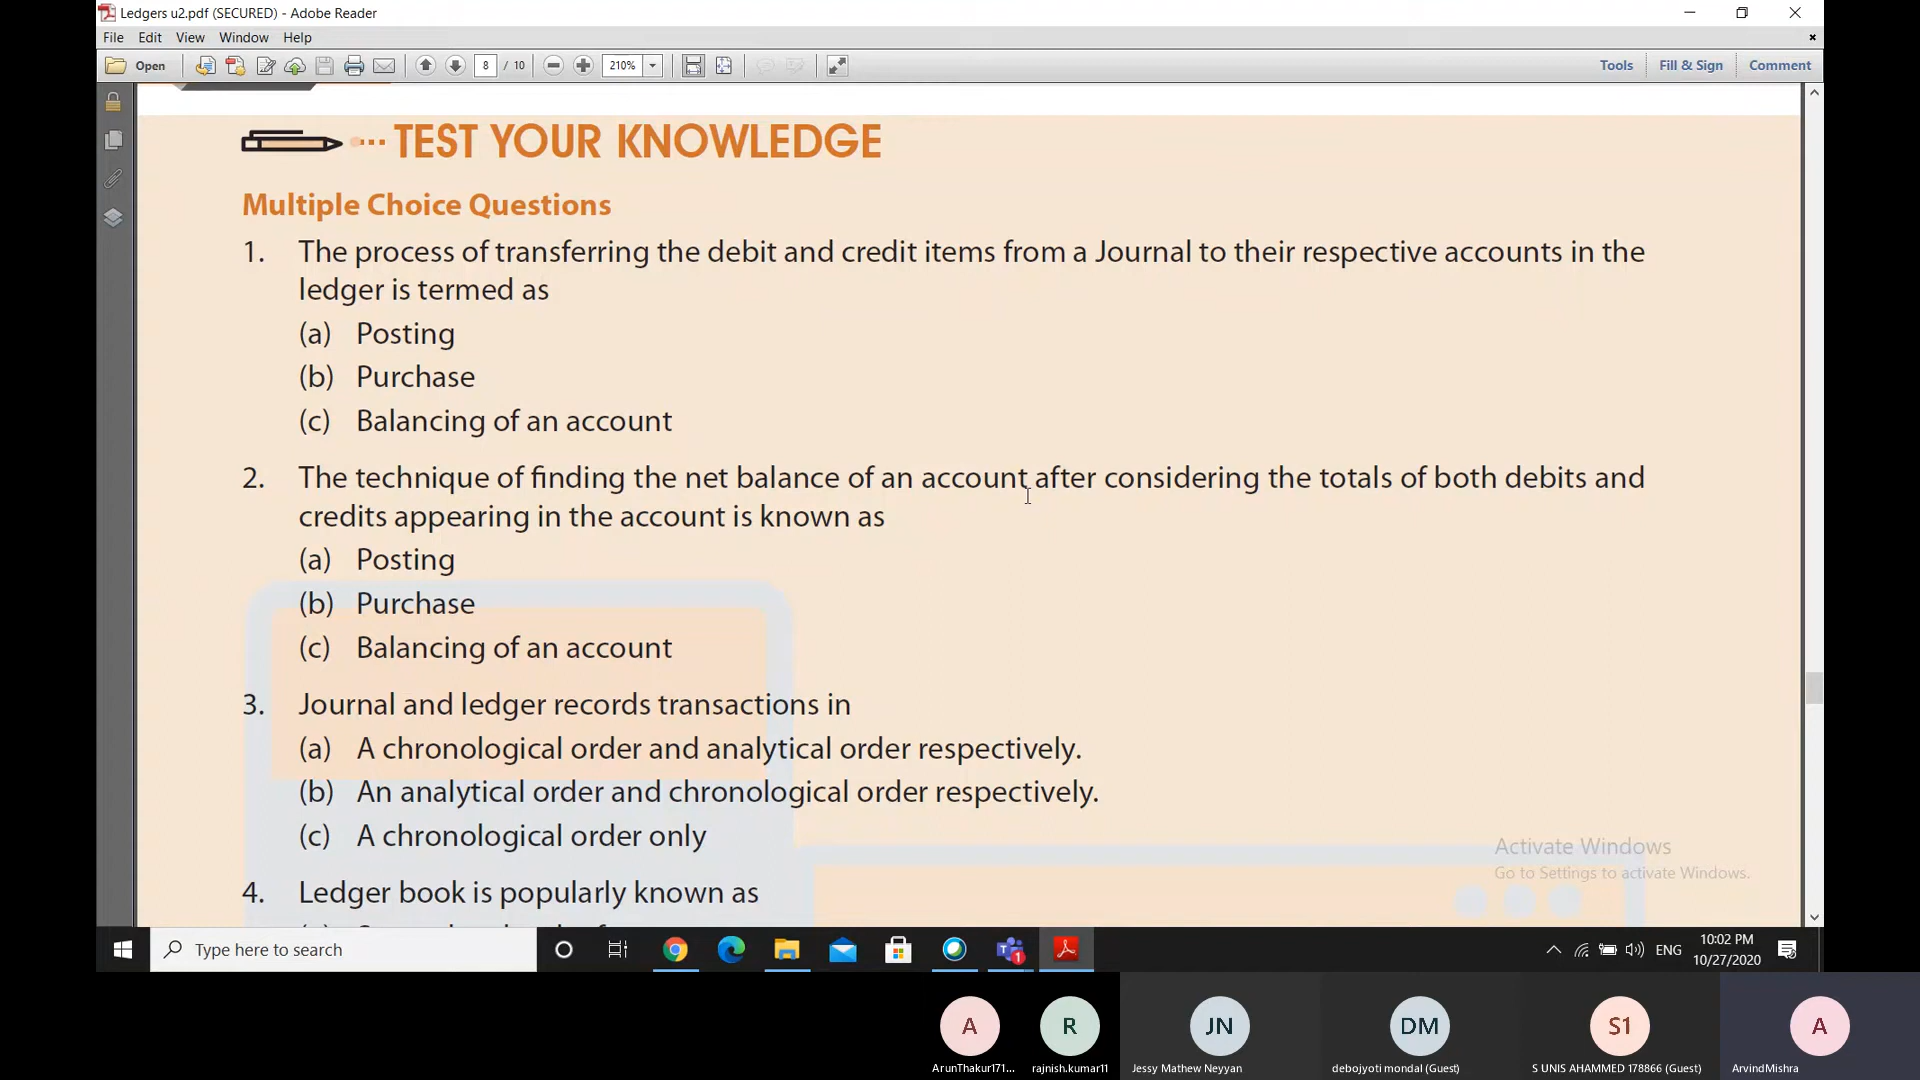 Ledgers u2.pdf (SECURED) - Adobe Reader
File Edit View Window Help
Open 8 / 10 210% Tools Fill & Sign Comment
TEST YOUR KNOWLEDGE
Multiple Choice Questions
1. The process of transferring the debit and credit items from a Journal to their respective accounts in the
ledger is termed as
(a) Posting
(b) Purchase
(c) Balancing of an account
2. The technique of finding the net balance of an account after considering the totals of both debits and
credits appearing in the account is known as
(a) Posting
(b) Purchase
(c) Balancing of an account
3. Journal and ledger records transactions in
(a) A chronological order and analytical order respectively.
(b) An analytical order and chronological order respectively.
(c) A chronological order only
Activate Windows
Go to Settings to activate Windows.
4. Ledger book is popularly known as
Type here to search
1
ENG
10:02 PM
10/27/2020
A R JN DM S1 A
ArunThakur171... rajnish.kumar11 Jessy Mathew Neyyan debojyoti mondal (Guest) S UNIS AHAMMED 178866 (Guest) ArvindMishra